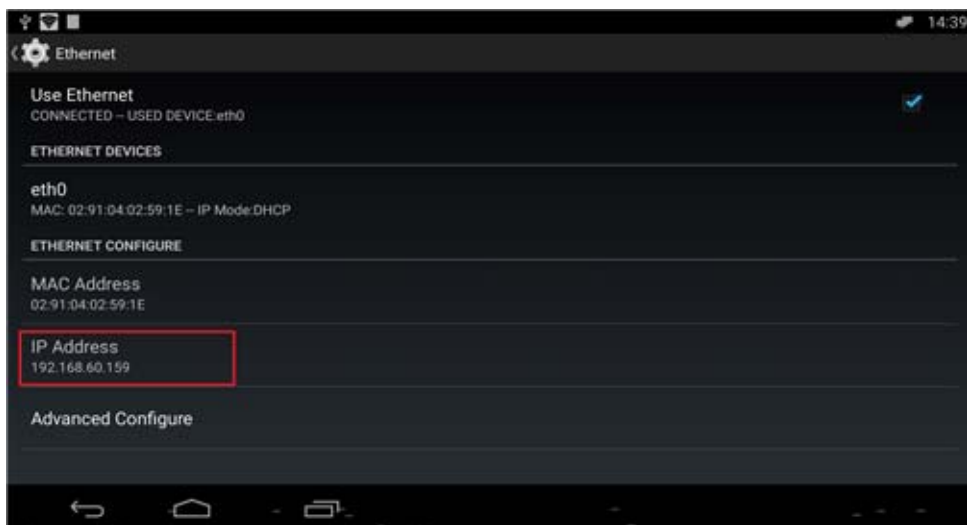 14:39
Ethernet
Use Ethernet
CONNECTED -- USED DEVICE:eth0
ETHERNET DEVICES
eth0
MAC: 02:91:04:02:59:1E -- IP Mode:DHCP
ETHERNET CONFIGURE
MAC Address
02:91:04:02:59:1E
IP Address
192.168.60.159
Advanced Configure